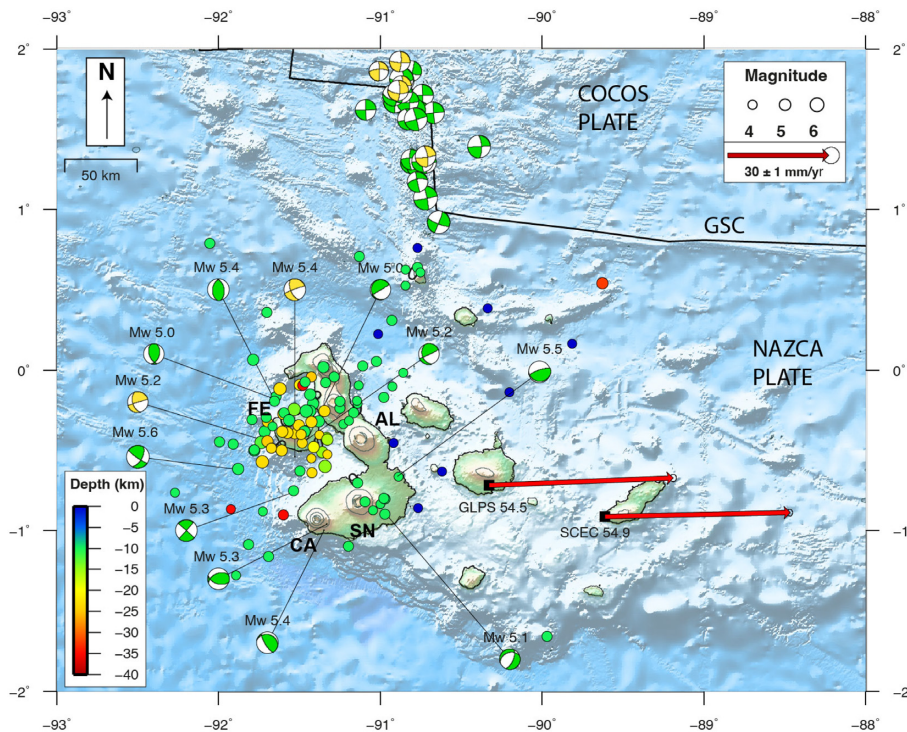 −93° −92° −91° −90° −89° −88°
2° 2°
N
50 km
COCOS
PLATE
Magnitude
4 5 6
30 ± 1 mm/yr
1° 1°
GSC
Mw 5.4 Mw 5.4 Mw 5.0
Mw 5.0 Mw 5.2
Mw 5.5
0° 0°
NAZCA
PLATE
Mw 5.2
FE AL
Mw 5.6
Depth (km)
0
−5
−10
−15
−20
−25
−30
−35
−40
Mw 5.3
GLPS 54.5
SCEC 54.9
−1° −1°
CA SN
Mw 5.3
Mw 5.4
Mw 5.1
−2° −2°
−93° −92° −91° −90° −89° −88°